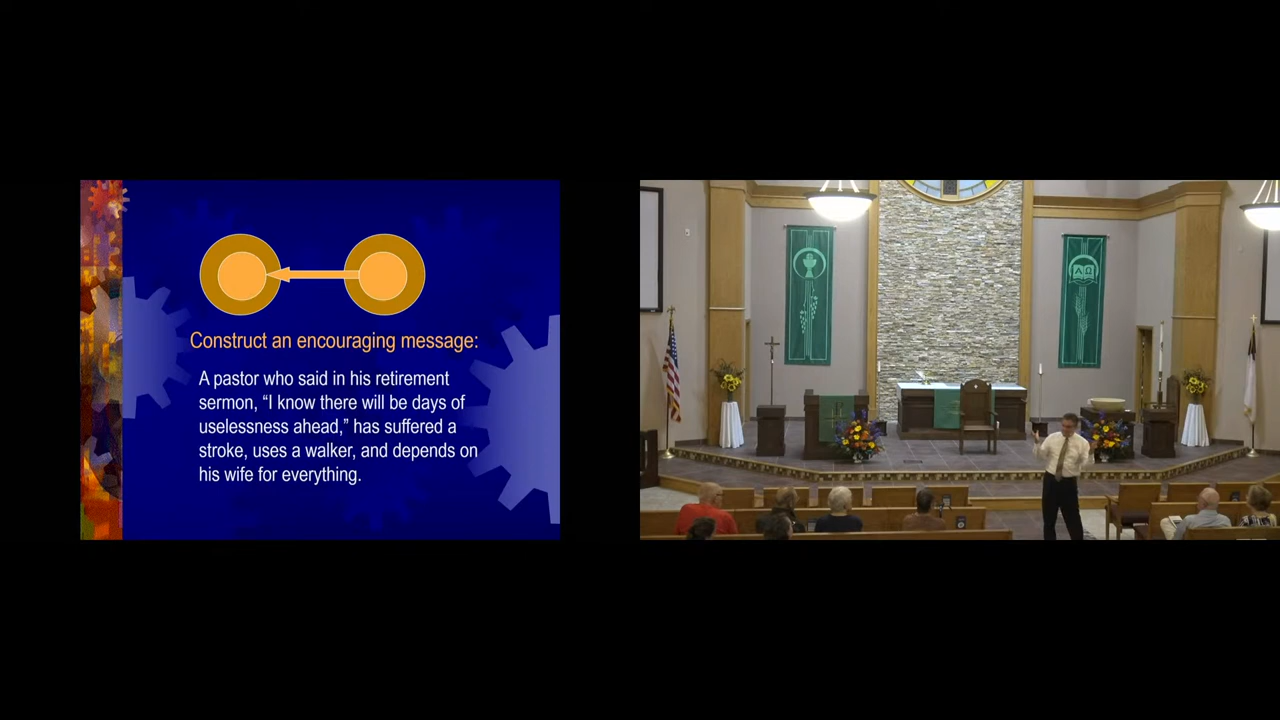 Construct an encouraging message:
A pastor who said in his retirement
sermon, “I know there will be days of
uselessness ahead,” has suffered a
stroke, uses a walker, and depends on
his wife for everything.
Α Ω